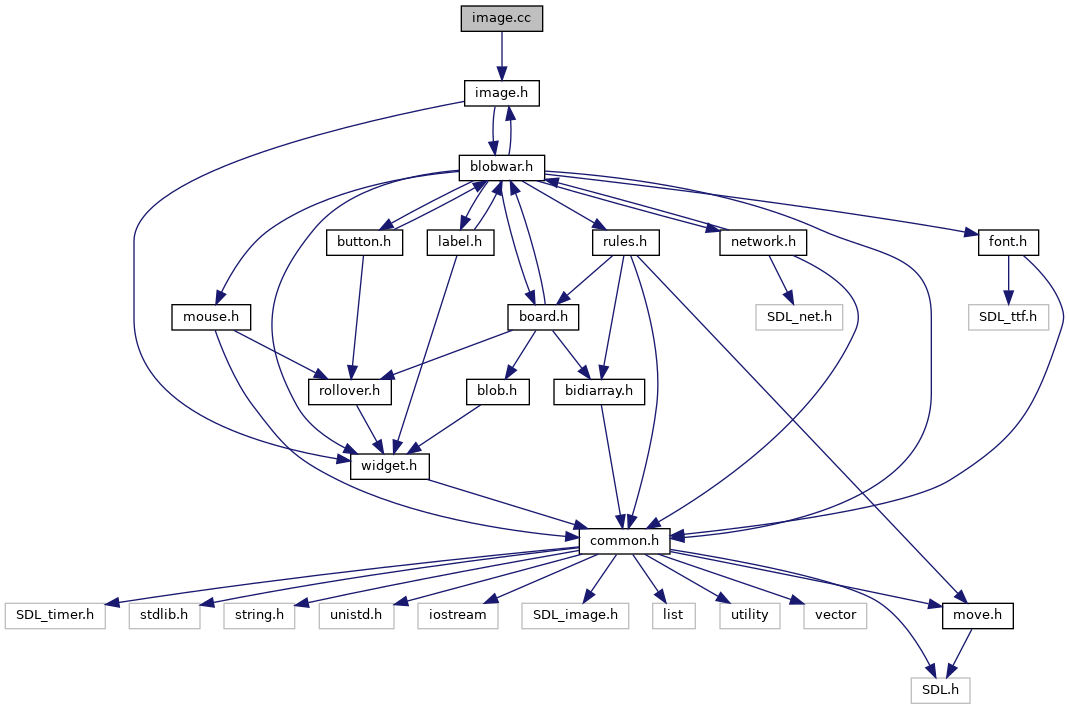 image.cc
image.h
blobwar.h
button.h
label.h
rules.h
network.h
font.h
mouse.h
board.h
SDL_net.h
SDL_ttf.h
rollover.h
blob.h
bidiarray.h
widget.h
common.h
SDL_timer.h
stdlib.h
string.h
unistd.h
iostream
SDL_image.h
list
utility
vector
move.h
SDL.h